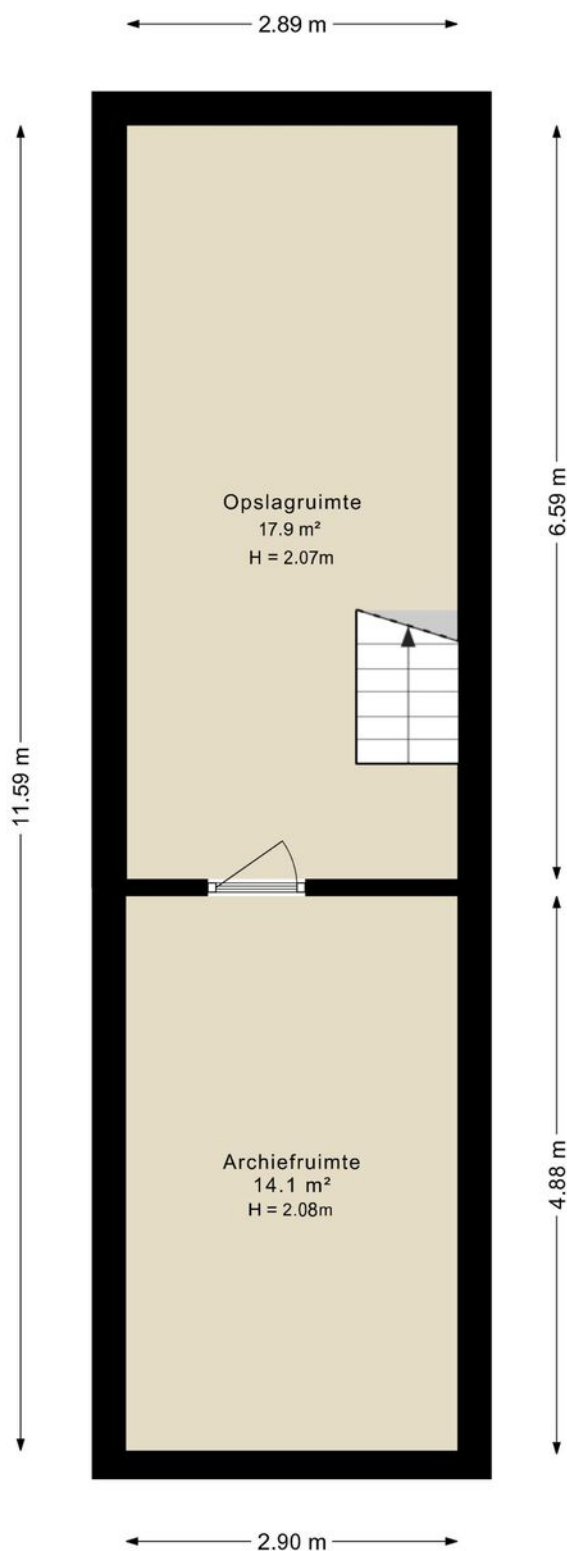 2.89 m
Opslagruimte
17.9 m²
H = 2.07m
6.59 m
11.59 m
Archiefruimte
14.1 m²
H = 2.08m
4.88 m
2.90 m